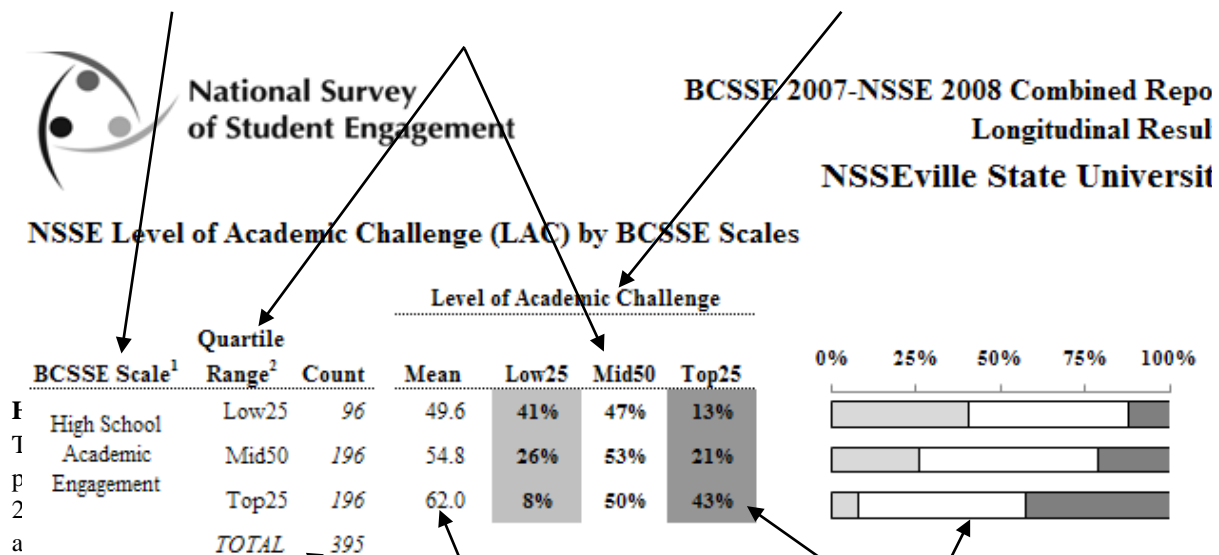 National Survey
of Student Engagement
BCSSE 2007-NSSE 2008 Combined Repo
Longitudinal Resul
NSSEville State Universit
NSSE Level of Academic Challenge (LAC) by BCSSE Scales
Level of Academic Challenge
Quartile
BCSSE Scale1 Range2 Count Mean Low25 Mid50 Top25
0% 25% 50% 75% 100%
High School
Academic
Engagement
Low25 96 49.6 41% 47% 13%
Mid50 196 54.8 26% 53% 21%
Top25 196 62.0 8% 50% 43%
TOTAL 395
T
p
2
a